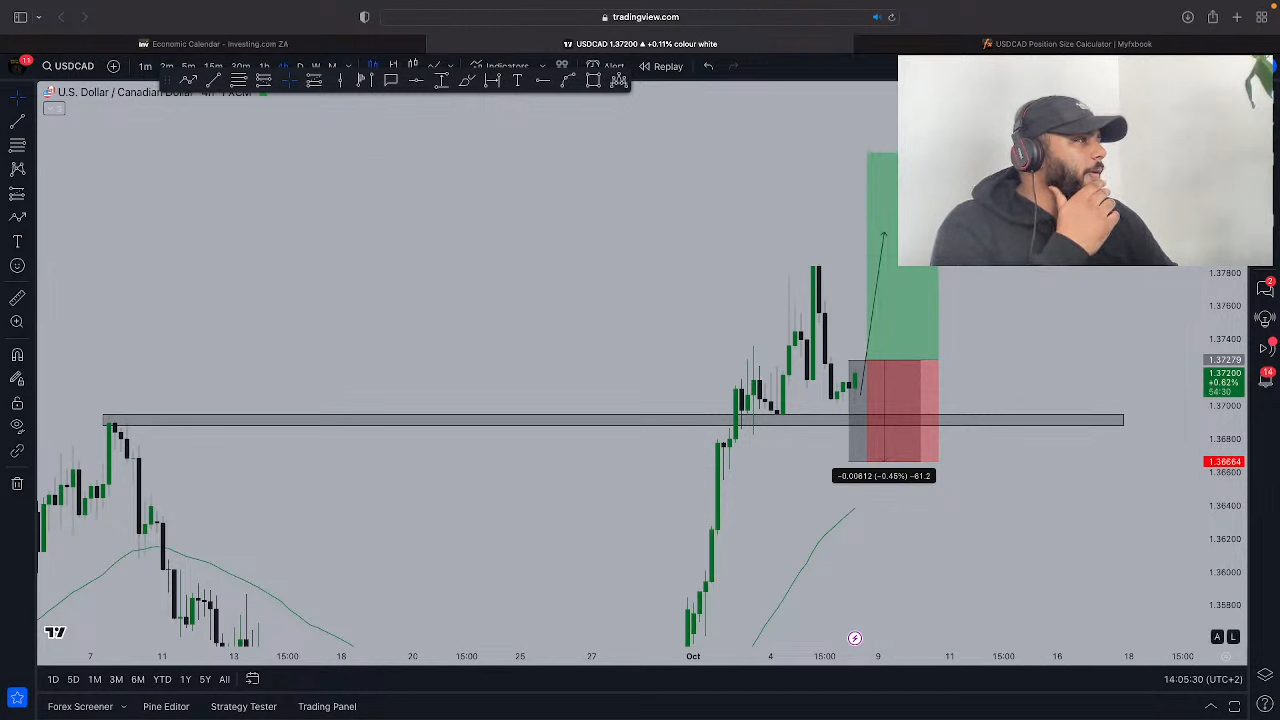 tradingview.com
Economic Calendar - Investing.com ZA
USDCAD 1.37200 ▲ +0.11% colour white
USDCAD Position Size Calculator | Myfxbook
11
USDCAD
1m
Indicators
Alert
Replay
U.S. Dollar / Canadian Dollar
1.37800
1.37600
1.37400
1.37279
1.37200
+0.62%
54:30
1.37000
1.36800
1.36664
1.36600
1.36400
1.36200
1.36000
1.35800
−0.00612 (−0.45%) −61.2
2
14
A L
7 11 13 15:00 18 20 15:00 25 27 Oct 4 15:00 9 11 15:00 16 18 15:00
1D 5D 1M 3M 6M YTD 1Y 5Y All
14:05:30 (UTC+2)
Forex Screener Pine Editor Strategy Tester Trading Panel